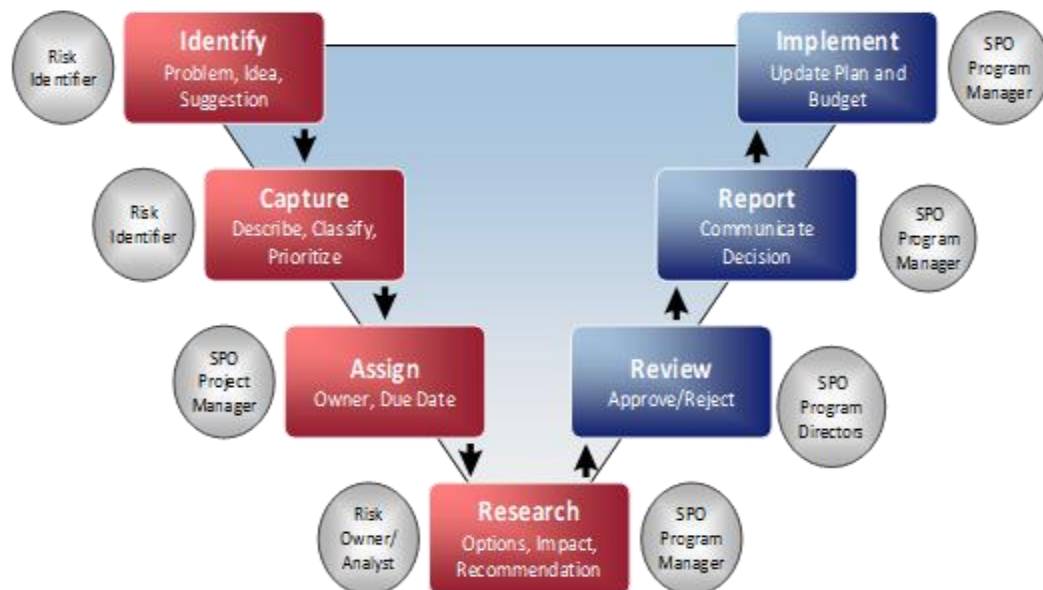 Risk
Identifier
Identify
Problem, Idea,
Suggestion
Implement
Update Plan and
Budget
SPO
Program
Manager
Risk
Identifier
Capture
Describe, Classify,
Prioritize
Report
Communicate
Decision
SPO
Program
Manager
SPO
Project
Manager
Assign
Owner, Due Date
Review
Approve/Reject
SPO
Program
Directors
Risk
Owner/
Analyst
Research
Options, Impact,
Recommendation
SPO
Program
Manager